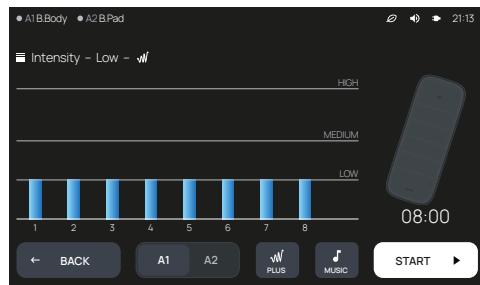 A1 B.Body A2 B.Pad 21:13
Intensity – Low –
HIGH
MEDIUM
LOW
1 2 3 4 5 6 7 8
08:00
← BACK A1 A2 PLUS MUSIC START